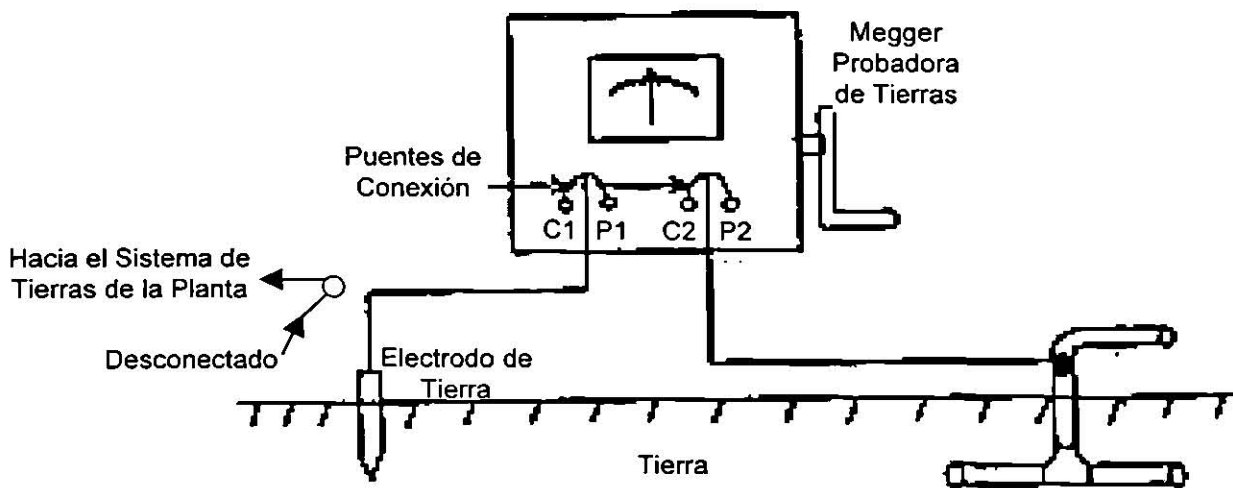 Megger
Probadora
de Tierras
Puentes de
Conexión
C1 P1 C2 P2
Hacia el Sistema de
Tierras de la Planta
Desconectado
Electrodo de
Tierra
Tierra